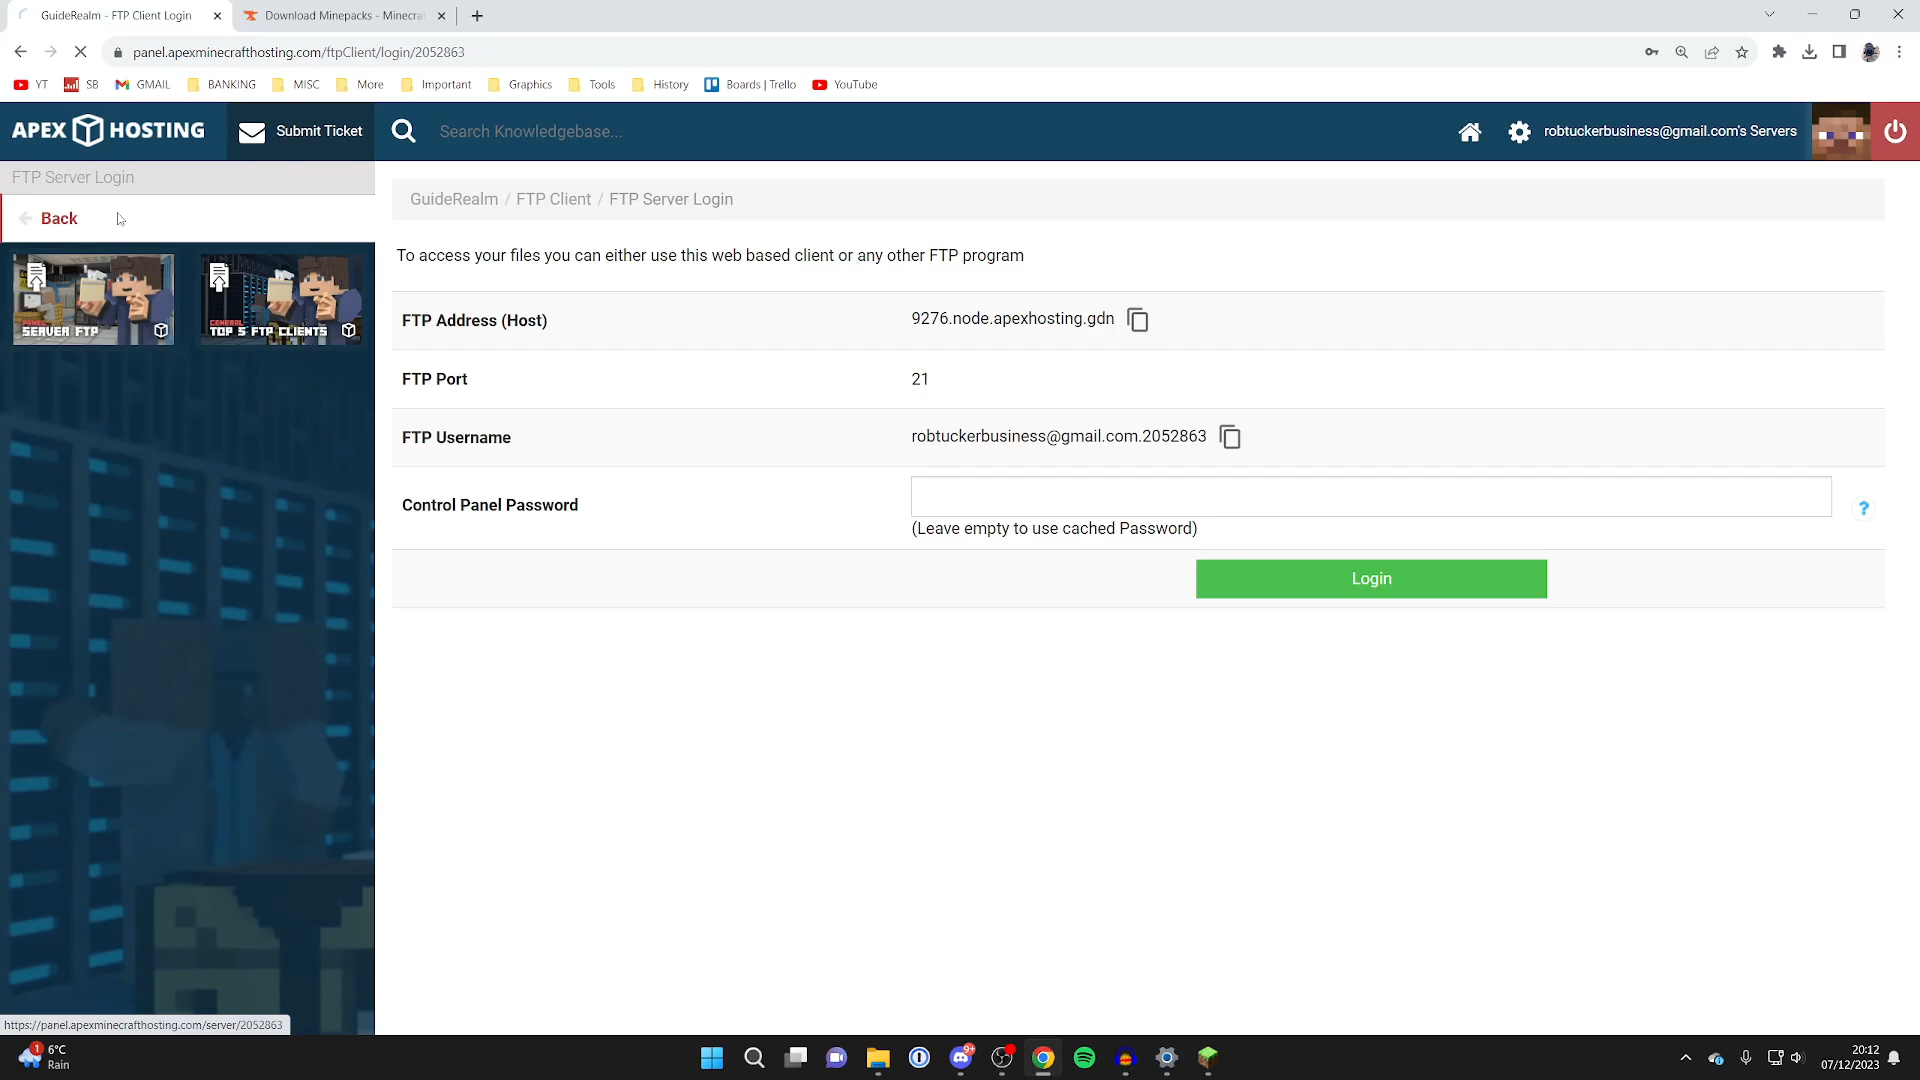 GuideRealm - FTP Client Login
Download Minepacks - Minecra
panel.apexminecrafthosting.com/ftpClient/login/2052863
YT
SB
GMAIL
BANKING
MISC
More
Important
Graphics
Tools
History
Boards | Trello
YouTube
APEX HOSTING
Submit Ticket
Search Knowledgebase...
robtuckerbusiness@gmail.com's Servers
FTP Server Login
Back
PANEL
SERVER FTP
GENERAL
TOP 5 FTP CLIENTS
GuideRealm / FTP Client / FTP Server Login
To access your files you can either use this web based client or any other FTP program
FTP Address (Host)
9276.node.apexhosting.gdn
FTP Port
21
FTP Username
robtuckerbusiness@gmail.com.2052863
Control Panel Password
?
(Leave empty to use cached Password)
Login
https://panel.apexminecrafthosting.com/server/2052863
1
6°C
Rain
9+
20:12
07/12/2023